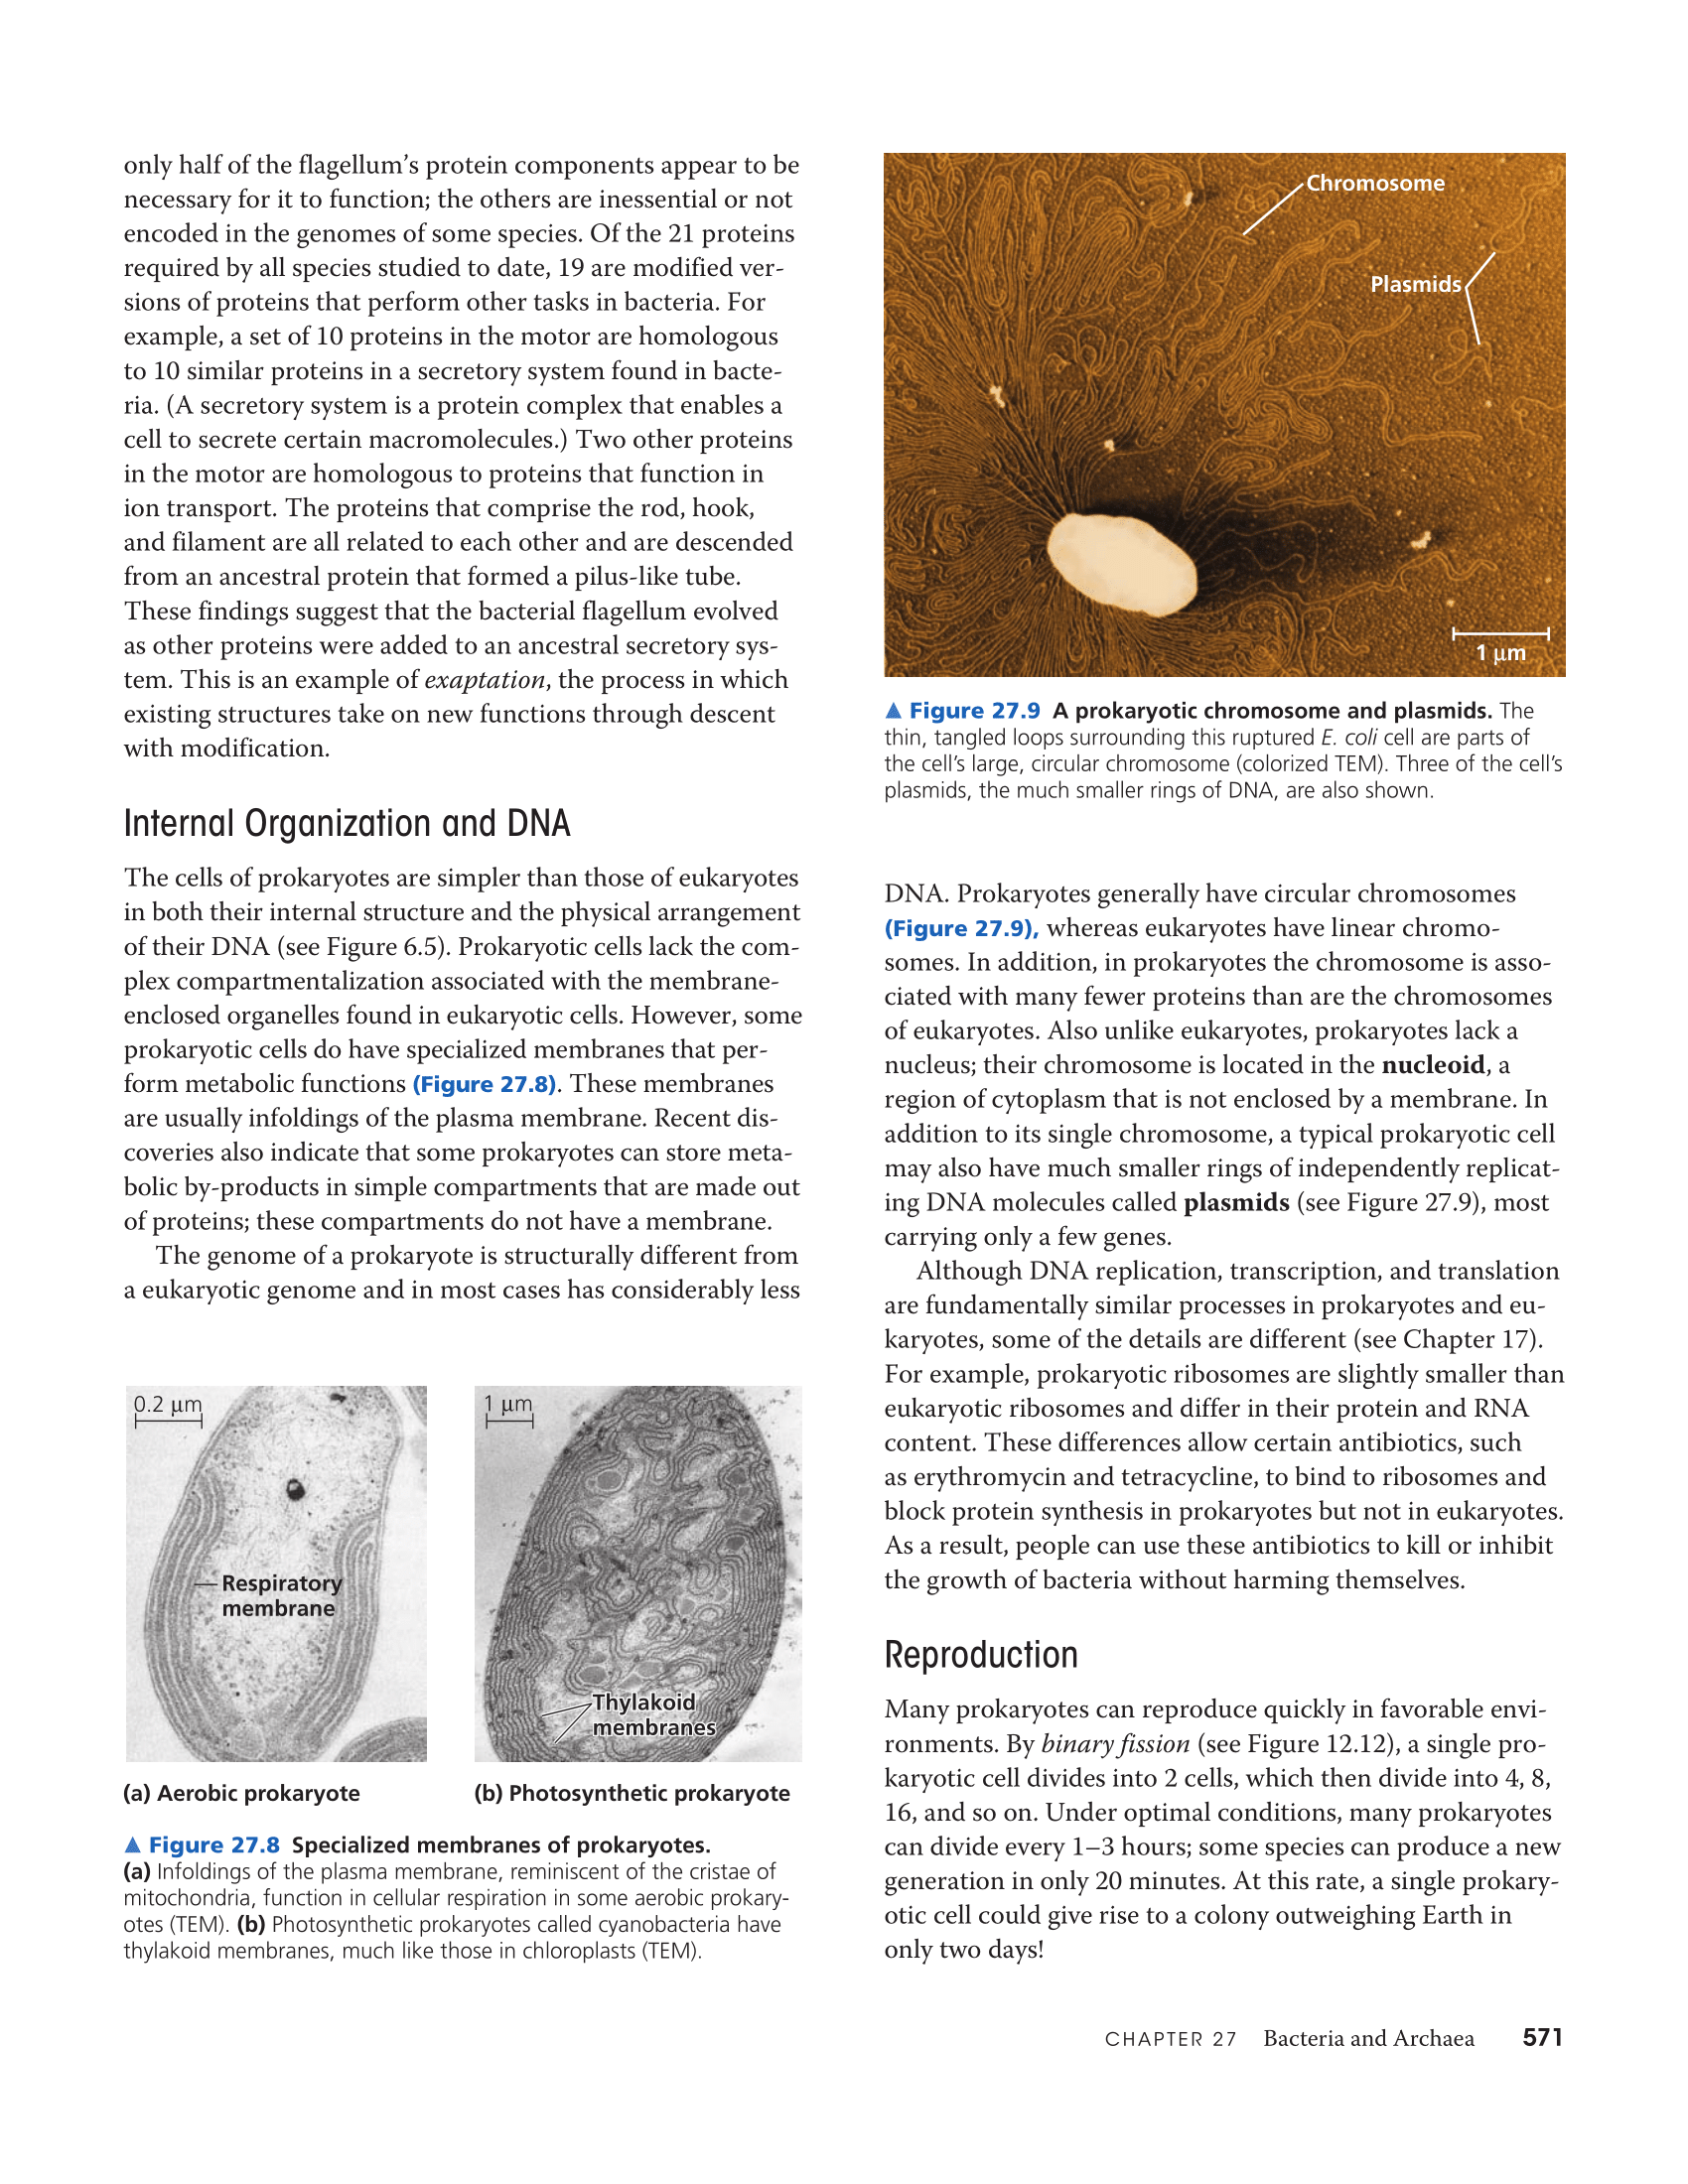 only half of the flagellum's protein components appear to be
necessary for it to function; the others are inessential or not
encoded in the genomes of some species. Of the 21 proteins
required by all species studied to date, 19 are modified ver-
sions of proteins that perform other tasks in bacteria. For
example, a set of 10 proteins in the motor are homologous
to 10 similar proteins in a secretory system found in bacte-
ria. (A secretory system is a protein complex that enables a
cell to secrete certain macromolecules.) Two other proteins
in the motor are homologous to proteins that function in
ion transport. The proteins that comprise the rod, hook,
and filament are all related to each other and are descended
from an ancestral protein that formed a pilus-like tube.
These findings suggest that the bacterial flagellum evolved
as other proteins were added to an ancestral secretory sys-
tem. This is an example of exaptation, the process in which
existing structures take on new functions through descent
with modification.
Internal Organization and DNA
The cells of prokaryotes are simpler than those of eukaryotes
in both their internal structure and the physical arrangement
of their DNA (see Figure 6.5). Prokaryotic cells lack the com-
plex compartmentalization associated with the membrane-
enclosed organelles found in eukaryotic cells. However, some
prokaryotic cells do have specialized membranes that per-
form metabolic functions (Figure 27.8). These membranes
are usually infoldings of the plasma membrane. Recent dis-
coveries also indicate that some prokaryotes can store meta-
bolic by-products in simple compartments that are made out
of proteins; these compartments do not have a membrane.
The genome of a prokaryote is structurally different from
a eukaryotic genome and in most cases has considerably less
0.2 μm
Respiratory
membrane
(a) Aerobic prokaryote
1 μm
Thylakoid
membranes
(b) Photosynthetic prokaryote
▲ Figure 27.8 Specialized membranes of prokaryotes.
(a) Infoldings of the plasma membrane, reminiscent of the cristae of
mitochondria, function in cellular respiration in some aerobic prokary-
otes (TEM). (b) Photosynthetic prokaryotes called cyanobacteria have
thylakoid membranes, much like those in chloroplasts (TEM).
Chromosome
Plasmids
1 μm
▲ Figure 27.9 A prokaryotic chromosome and plasmids. The
thin, tangled loops surrounding this ruptured E. coli cell are parts of
the cell's large, circular chromosome (colorized TEM). Three of the cell's
plasmids, the much smaller rings of DNA, are also shown.
DNA. Prokaryotes generally have circular chromosomes
(Figure 27.9), whereas eukaryotes have linear chromo-
somes. In addition, in prokaryotes the chromosome is asso-
ciated with many fewer proteins than are the chromosomes
of eukaryotes. Also unlike eukaryotes, prokaryotes lack a
nucleus; their chromosome is located in the nucleoid, a
region of cytoplasm that is not enclosed by a membrane. In
addition to its single chromosome, a typical prokaryotic cell
may also have much smaller rings of independently replicat-
ing DNA molecules called plasmids (see Figure 27.9), most
carrying only a few genes.
Although DNA replication, transcription, and translation
are fundamentally similar processes in prokaryotes and eu-
karyotes, some of the details are different (see Chapter 17).
For example, prokaryotic ribosomes are slightly smaller than
eukaryotic ribosomes and differ in their protein and RNA
content. These differences allow certain antibiotics, such
as erythromycin and tetracycline, to bind to ribosomes and
block protein synthesis in prokaryotes but not in eukaryotes.
As a result, people can use these antibiotics to kill or inhibit
the growth of bacteria without harming themselves.
Reproduction
Many prokaryotes can reproduce quickly in favorable envi-
ronments. By binary fission (see Figure 12.12), a single pro-
karyotic cell divides into 2 cells, which then divide into 4, 8,
16, and so on. Under optimal conditions, many prokaryotes
can divide every 1–3 hours; some species can produce a new
generation in only 20 minutes. At this rate, a single prokary-
otic cell could give rise to a colony outweighing Earth in
only two days!
CHAPTER 27 Bacteria and Archaea 571